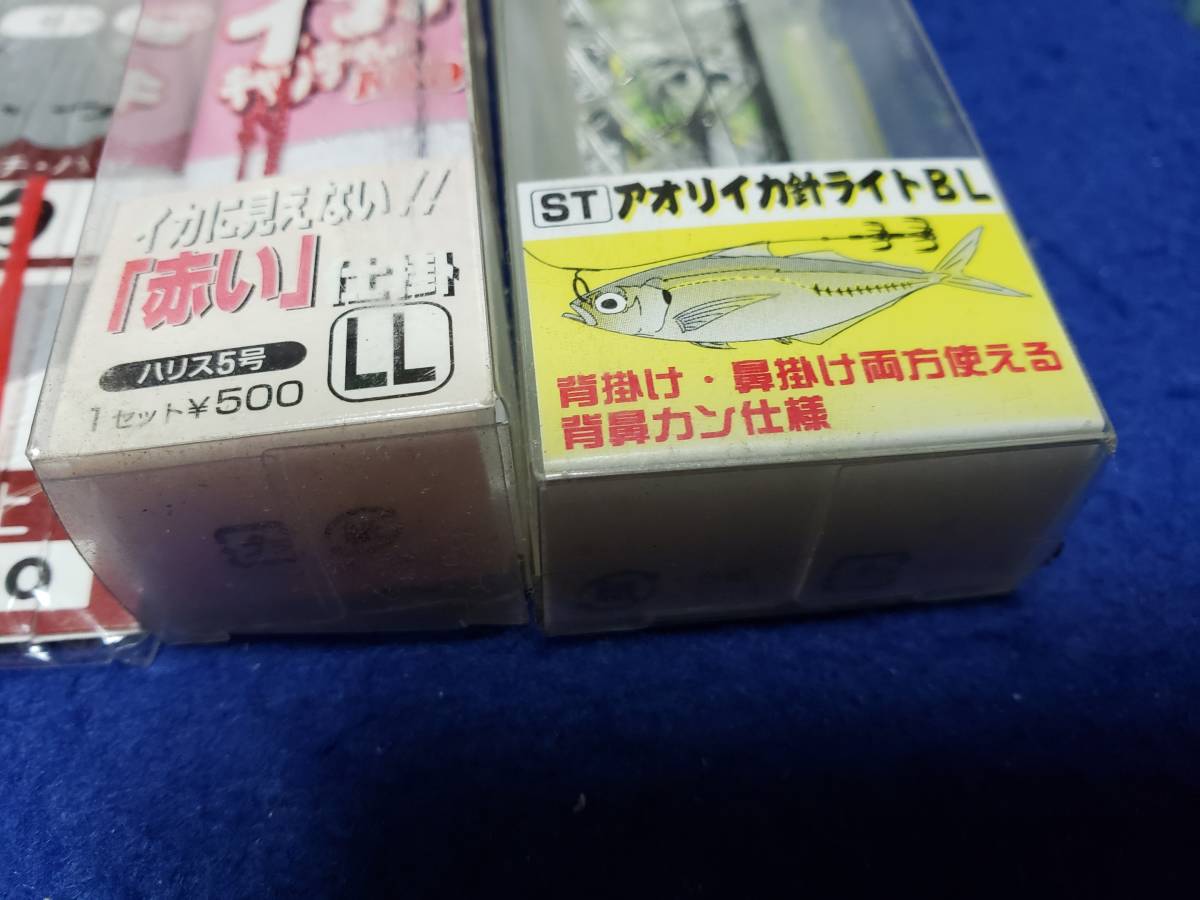 イカに見えない!!
「赤い」仕掛
ハリス5号
LL
1セット¥500
ST アオリイカ針ライトBL
背掛け・鼻掛け両方使える
背鼻カン仕様